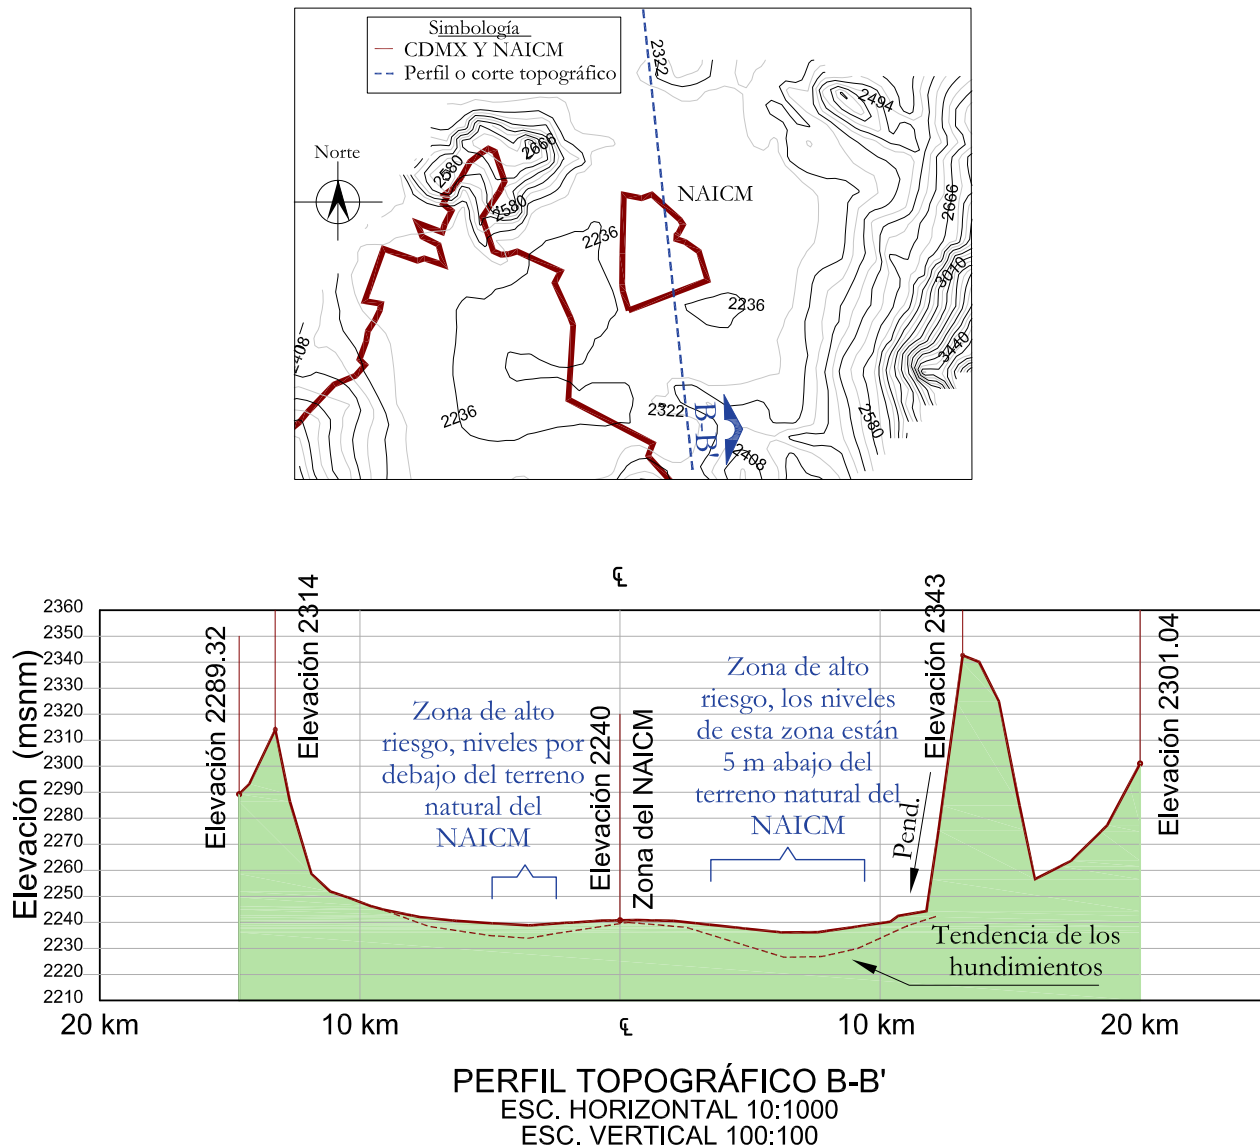 Simbología
CDMX Y NAICM
Perfil o corte topográfico
Norte
NAICM
2322
2494
2666
2580
2580
2666
2236
3010
2236
2408
3440
2236
2322
2580
2408
B-B'
℄
Elevación (msnm)
2360
2350
2340
2330
2320
2310
2300
2290
2280
2270
2260
2250
2240
2230
2220
2210
Elevación 2289.32
Elevación 2314
Zona de alto
riesgo, niveles por
debajo del terreno
natural del
NAICM
Elevación 2240
Zona del NAICM
Zona de alto
riesgo, los niveles
de esta zona están
5 m abajo del
terreno natural del
NAICM
Pend.
Elevación 2343
Elevación 2301.04
Tendencia de los
hundimientos
20 km
10 km
℄
10 km
20 km
PERFIL TOPOGRÁFICO B-B'
ESC. HORIZONTAL 10:1000
ESC. VERTICAL 100:100